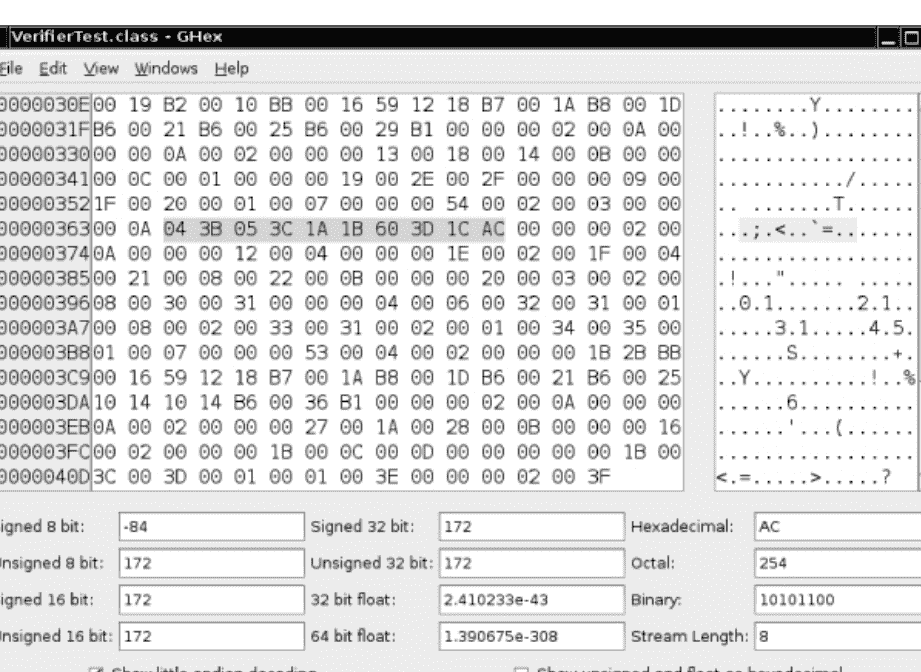 VerifierTest.class - GHex
File Edit View Windows Help
0000030E 00 19 B2 00 10 BB 00 16 59 12 18 B7 00 1A B8 00 1D ........Y........
0000031F B6 00 21 B6 00 25 B6 00 29 B1 00 00 00 02 00 0A 00 ..!..%..)........
00000330 00 00 0A 00 02 00 00 00 13 00 18 00 14 00 0B 00 00 .................
00000341 00 0C 00 01 00 00 00 19 00 2E 00 2F 00 00 00 09 00 .........../.....
00000352 1F 00 20 00 01 00 07 00 00 00 54 00 02 00 03 00 00 .. .......T......
00000363 00 0A 04 3B 05 3C 1A 1B 60 3D 1C AC 00 00 00 02 00 ...;.<..`=.......
00000374 0A 00 00 00 12 00 04 00 00 00 1E 00 02 00 1F 00 04 .................
00000385 00 21 00 08 00 22 00 0B 00 00 00 20 00 03 00 02 00 .!..."..... .....
00000396 08 00 30 00 31 00 00 00 04 00 06 00 32 00 31 00 01 ..0.1.......2.1..
000003A7 00 08 00 02 00 33 00 31 00 02 00 01 00 34 00 35 00 .....3.1.....4.5.
000003B8 01 00 07 00 00 00 53 00 04 00 02 00 00 00 1B 2B BB ......S........+.
000003C9 00 16 59 12 18 B7 00 1A B8 00 1D B6 00 21 B6 00 25 ..Y..........!..%
000003DA 10 14 10 14 B6 00 36 B1 00 00 00 02 00 0A 00 00 00 ......6..........
000003EB 0A 00 02 00 00 00 27 00 1A 00 28 00 0B 00 00 00 16 ......'...(......
000003FC 00 02 00 00 00 1B 00 0C 00 0D 00 00 00 00 00 1B 00 .................
0000040D 3C 00 3D 00 01 00 01 00 3E 00 00 00 02 00 3F <.=.....>.....?
igned 8 bit: -84 Signed 32 bit: 172 Hexadecimal: AC
nsigned 8 bit: 172 Unsigned 32 bit: 172 Octal: 254
igned 16 bit: 172 32 bit float: 2.410233e-43 Binary: 10101100
nsigned 16 bit: 172 64 bit float: 1.390675e-308 Stream Length: 8
Show little endian decoding Show unsigned and float as hexadecimal